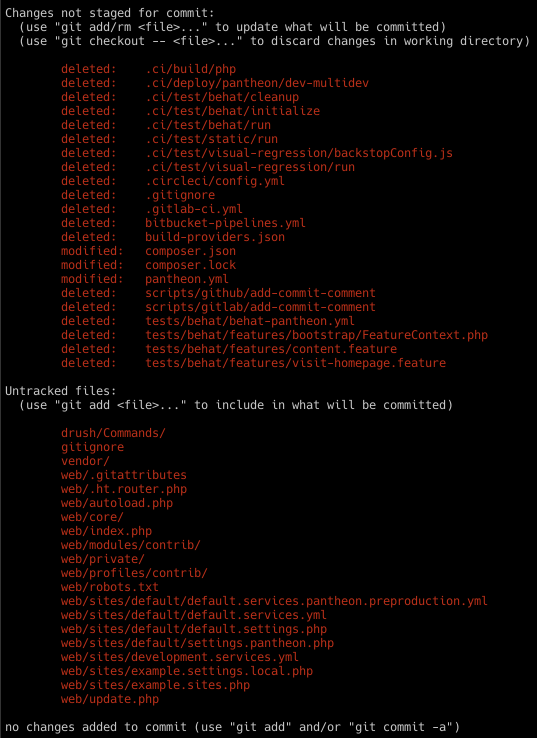 Changes not staged for commit:
  (use "git add/rm <file>..." to update what will be committed)
  (use "git checkout -- <file>..." to discard changes in working directory)

        deleted:    .ci/build/php
        deleted:    .ci/deploy/pantheon/dev-multidev
        deleted:    .ci/test/behat/cleanup
        deleted:    .ci/test/behat/initialize
        deleted:    .ci/test/behat/run
        deleted:    .ci/test/static/run
        deleted:    .ci/test/visual-regression/backstopConfig.js
        deleted:    .ci/test/visual-regression/run
        deleted:    .circleci/config.yml
        deleted:    .gitignore
        deleted:    .gitlab-ci.yml
        deleted:    bitbucket-pipelines.yml
        deleted:    build-providers.json
        modified:   composer.json
        modified:   composer.lock
        modified:   pantheon.yml
        deleted:    scripts/github/add-commit-comment
        deleted:    scripts/gitlab/add-commit-comment
        deleted:    tests/behat/behat-pantheon.yml
        deleted:    tests/behat/features/bootstrap/FeatureContext.php
        deleted:    tests/behat/features/content.feature
        deleted:    tests/behat/features/visit-homepage.feature

Untracked files:
  (use "git add <file>..." to include in what will be committed)

        drush/Commands/
        gitignore
        vendor/
        web/.gitattributes
        web/.ht.router.php
        web/autoload.php
        web/core/
        web/index.php
        web/modules/contrib/
        web/private/
        web/profiles/contrib/
        web/robots.txt
        web/sites/default/default.services.pantheon.preproduction.yml
        web/sites/default/default.services.yml
        web/sites/default/default.settings.php
        web/sites/default/settings.pantheon.php
        web/sites/development.services.yml
        web/sites/example.settings.local.php
        web/sites/example.sites.php
        web/update.php

no changes added to commit (use "git add" and/or "git commit -a")